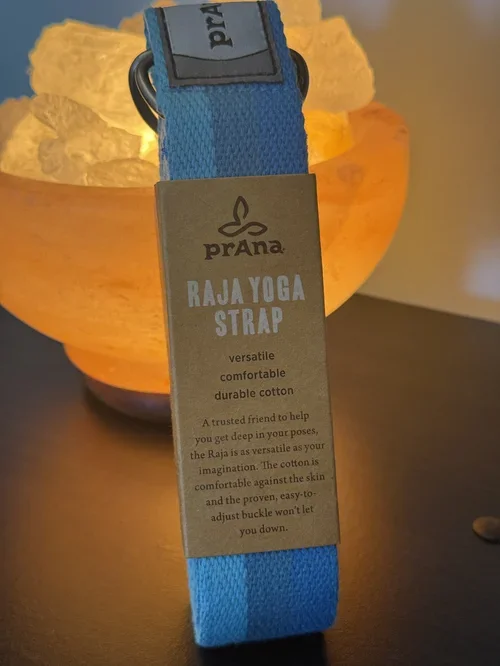 prA
prAna
RAJA YOGA
STRAP
versatile
comfortable
durable cotton
A trusted friend to help
you get deep in your poses,
the Raja is as versatile as your
imagination. The cotton is
comfortable against the skin
and the proven, easy-to-
adjust buckle won't let
you down.